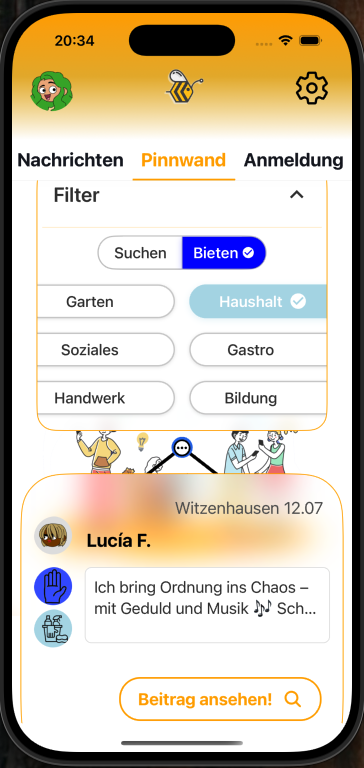 20:34
Nachrichten Pinnwand Anmeldung
Filter
Suchen Bieten
Garten Haushalt
Soziales Gastro
Handwerk Bildung
Witzenhausen 12.07
Lucía F.
Ich bring Ordnung ins Chaos –
mit Geduld und Musik 🎶 Sch...
Beitrag ansehen!